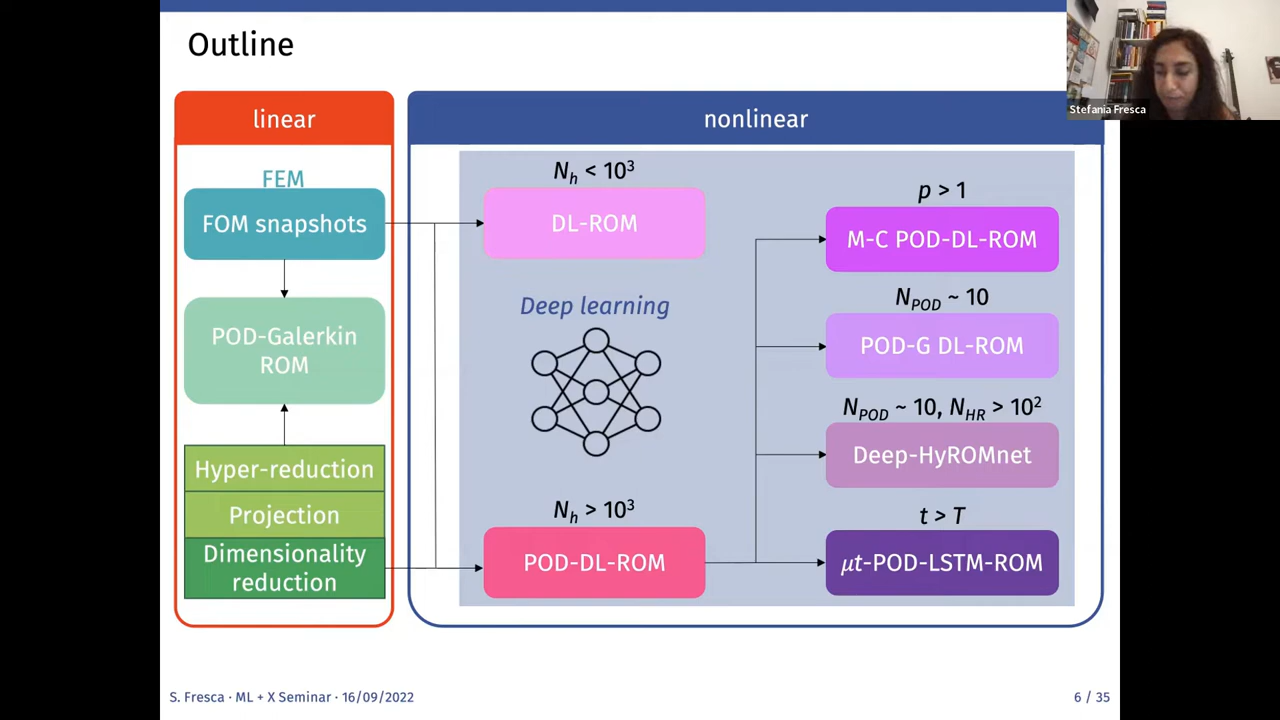 Outline
Stefania Fresca
linear
nonlinear
FEM
FOM snapshots
POD-Galerkin
ROM
Hyper-reduction
Projection
Dimensionality
reduction
N_h < 10³
DL-ROM
Deep learning
N_h > 10³
POD-DL-ROM
p > 1
M-C POD-DL-ROM
N_POD ~ 10
POD-G DL-ROM
N_POD ~ 10, N_HR > 10²
Deep-HyROMnet
t > T
μt-POD-LSTM-ROM
S. Fresca · ML + X Seminar · 16/09/2022
6 / 35